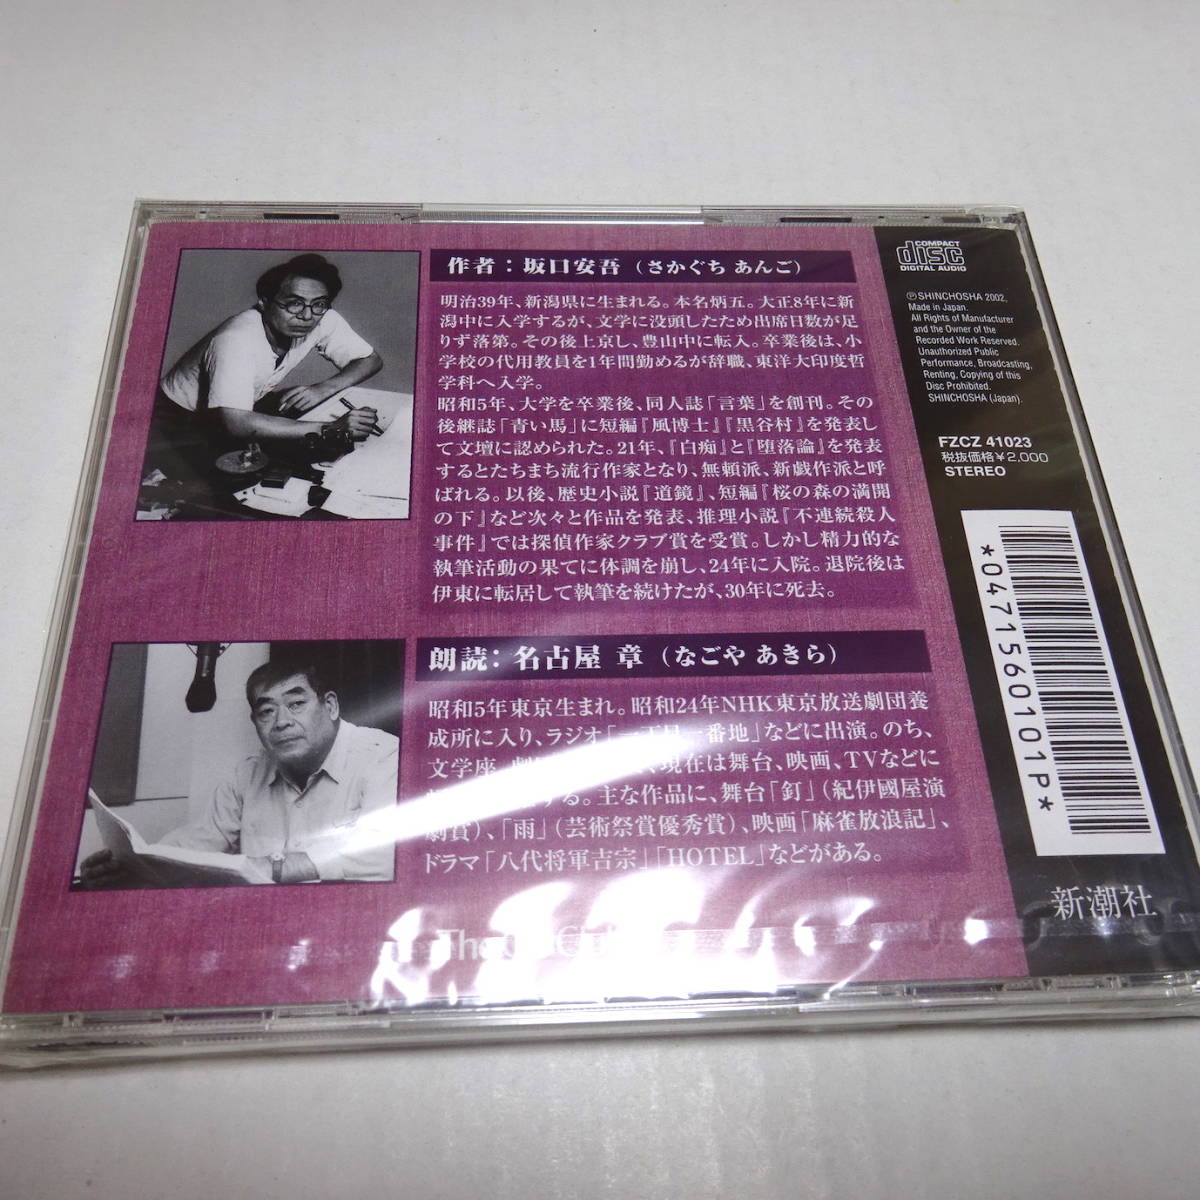 作者：坂口安吾（さかぐち あんご）
明治39年、新潟県に生まれる。本名炳五。大正8年に新
潟中に入学するが、文学に没頭したため出席日数が足
りず落第。その後上京し、豊山中に転入。卒業後は、小
学校の代用教員を1年間勤めるが辞職、東洋大印度哲
学科へ入学。
昭和5年、大学を卒業後、同人誌「言葉」を創刊。その
後継誌「青い馬」に短編『風博士』『黒谷村』を発表し
て文壇に認められた。21年、『白痴』と『堕落論』を発表
するとたちまち流行作家となり、無頼派、新戯作派と呼
ばれる。以後、歴史小説『道鏡』、短編『桜の森の満開
の下』など次々と作品を発表、推理小説『不連続殺人
事件』では探偵作家クラブ賞を受賞。しかし精力的な
執筆活動の果てに体調を崩し、24年に入院。退院後は
伊東に転居して執筆を続けたが、30年に死去。
朗読：名古屋 章（なごや あきら）
昭和5年東京生まれ。昭和24年NHK東京放送劇団養
成所に入り、ラジオ「一丁目一番地」などに出演。のち、
文学座、現在は舞台、映画、TVなどに
する。主な作品に、舞台「釘」（紀伊國屋演
劇賞）、「雨」（芸術祭賞優秀賞）、映画「麻雀放浪記」、
ドラマ「八代将軍吉宗」「HOTEL」などがある。
The Club
COMPACT
disc
DIGITAL AUDIO
ⓅSHINCHOSHA 2002,
Made in Japan.
All Rights of Manufacturer
and the Owner of the
Recorded Work Reserved.
Unauthorized Public
Performance, Broadcasting,
Renting, Copying of this
Disc Prohibited.
SHINCHOSHA (Japan).
FZCZ 41023
税抜価格￥2,000
STEREO
*0471560101P*
新潮社